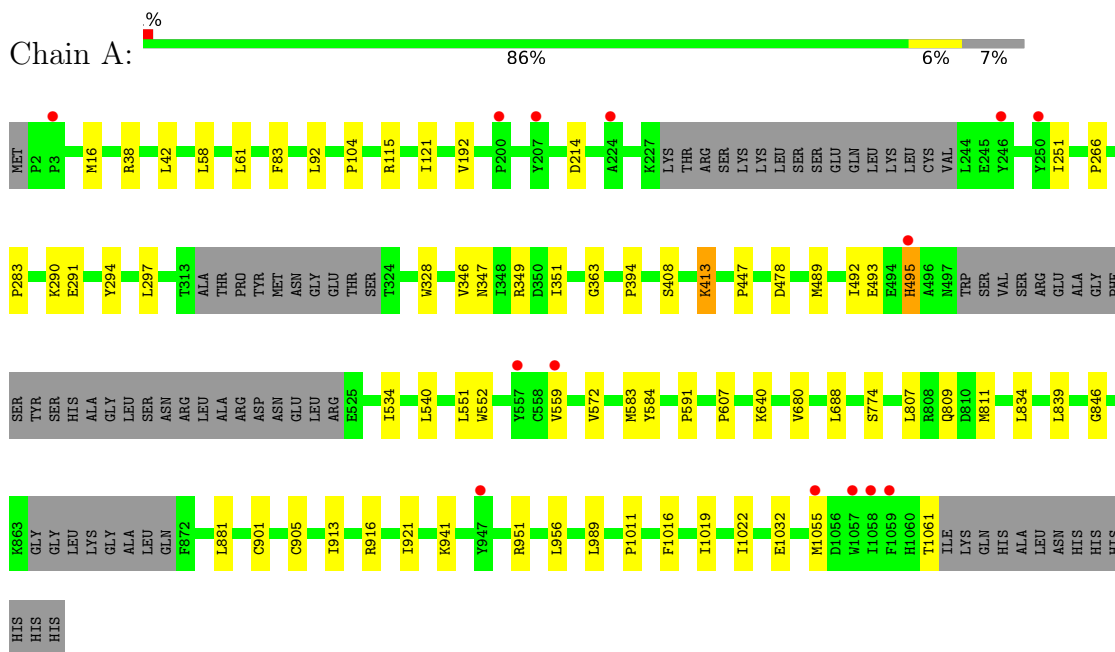 .%
Chain A:
86% 6% 7%
MET P2 P3 M16 R38 L42 L58 L61 F83 L92 P104 R115 I121 V192 P200 Y207 D214 A224 K227 LYS THR ARG SER LYS LYS LEU SER SER GLU GLN LEU LYS LEU CYS VAL L244 E245 Y246 Y250 I251 P266
P283 K290 E291 Y294 L297 T313 ALA THR PRO TYR MET ASN GLY GLU THR SER T324 W328 V346 N347 I348 R349 D350 I351 G363 P394 S408 K413 P447 D478 M489 I492 E493 E494 H495 A496 N497 TRP SER VAL SER ARG GLU ALA GLY PHE
SER TYR SER HIS ALA GLY LEU SER ASN ARG LEU ALA ARG ASP ASN GLU LEU ARG E525 I534 L540 L551 W552 Y557 C558 V559 V572 M583 Y584 P591 P607 K640 V680 L688 S774 L807 R808 Q809 D810 M811 L834 L839 G846
K863 GLY GLY LEU LYS GLY ALA LEU GLN F872 L881 C901 C905 I913 R916 I921 K941 Y947 R951 L956 L989 P1011 F1016 I1019 I1022 E1032 M1055 D1056 W1057 I1058 F1059 H1060 T1061 ILE LYS GLN HIS ALA LEU ASN HIS HIS HIS
HIS HIS HIS